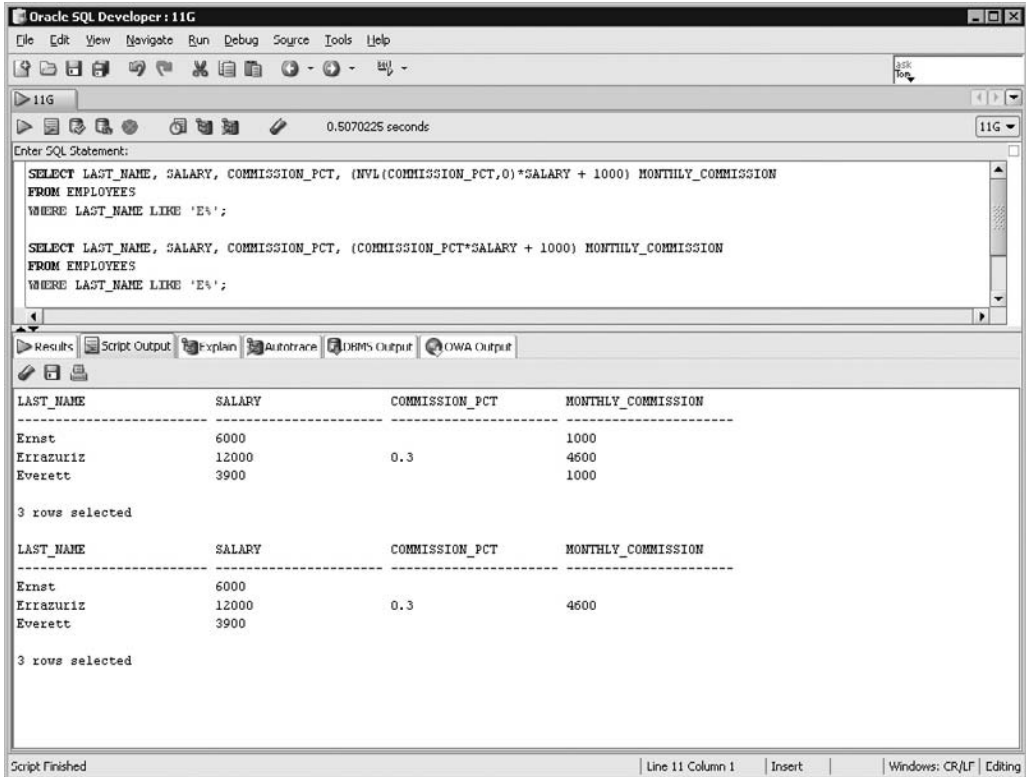 Oracle SQL Developer : 11G
File Edit View Navigate Run Debug Source Tools Help
ask
Tom
11G
0.5070225 seconds
11G
Enter SQL Statement:
SELECT LAST_NAME, SALARY, COMMISSION_PCT, (NVL(COMMISSION_PCT,0)*SALARY + 1000) MONTHLY_COMMISSION
FROM EMPLOYEES
WHERE LAST_NAME LIKE 'E%';
SELECT LAST_NAME, SALARY, COMMISSION_PCT, (COMMISSION_PCT*SALARY + 1000) MONTHLY_COMMISSION
FROM EMPLOYEES
WHERE LAST_NAME LIKE 'E%';
Results Script Output Explain Autotrace DBMS Output OWA Output
LAST_NAME SALARY COMMISSION_PCT MONTHLY_COMMISSION
Ernst 6000 1000
Errazuriz 12000 0.3 4600
Everett 3900 1000
3 rows selected
LAST_NAME SALARY COMMISSION_PCT MONTHLY_COMMISSION
Ernst 6000
Errazuriz 12000 0.3 4600
Everett 3900
3 rows selected
Script Finished Line 11 Column 1 Insert Windows: CR/LF Editing